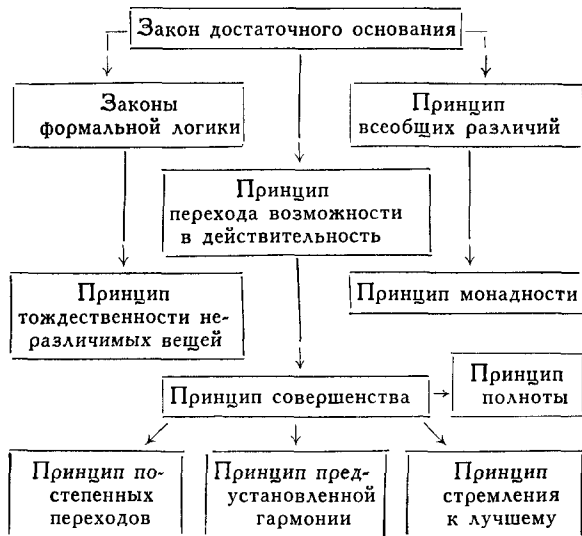 Закон достаточного основания
Законы
формальной логики
Принцип
всеобщих различий
Принцип
перехода возможности
в действительность
Принцип
тождественности не-
различимых вещей
Принцип монадности
Принцип совершенства
Принцип
полноты
Принцип по-
степенных
переходов
Принцип пред-
установленной
гармонии
Принцип
стремления
к лучшему